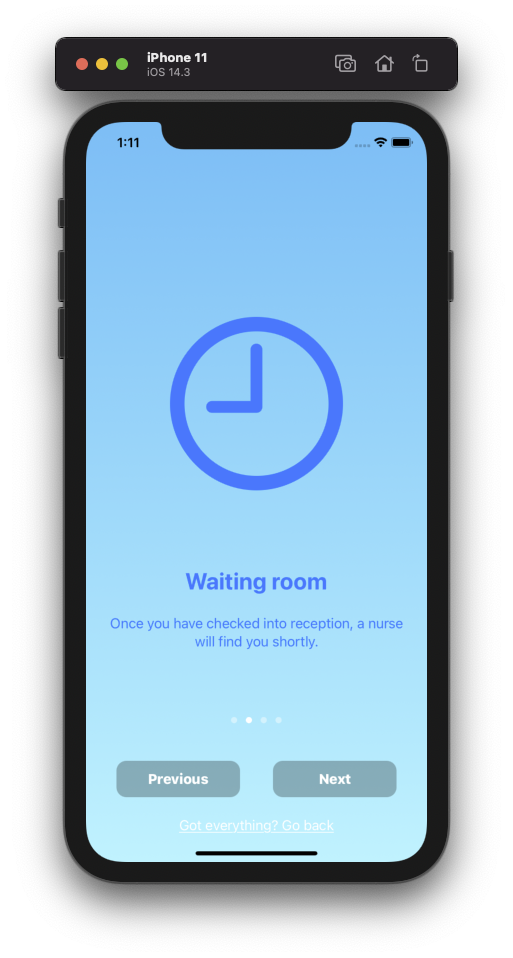 iPhone 11
iOS 14.3
1:11
Waiting room
Once you have checked into reception, a nurse
will find you shortly.
Previous Next
Got everything? Go back